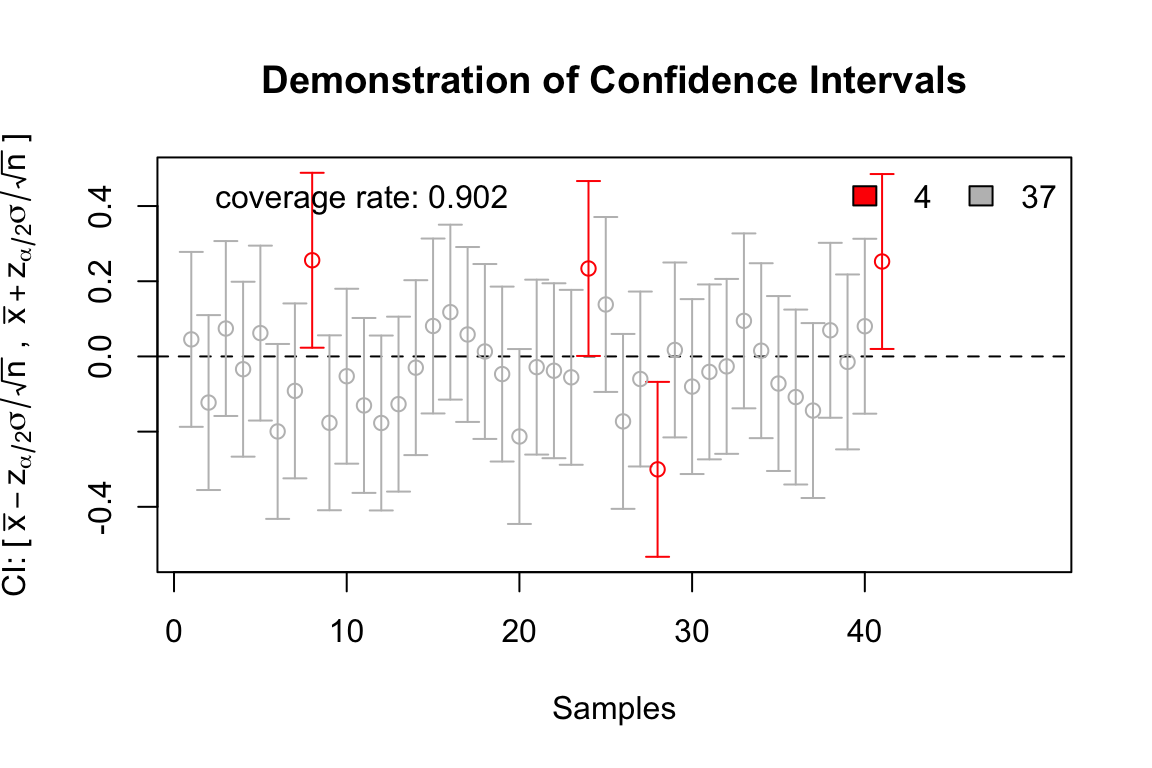 Demonstration of Confidence Intervals
CI: [ x̅ − zα/2σ/√n , x̅ + zα/2σ/√n ]
coverage rate: 0.902
4
37
0.4
0.2
0.0
-0.4
0 10 20 30 40
Samples